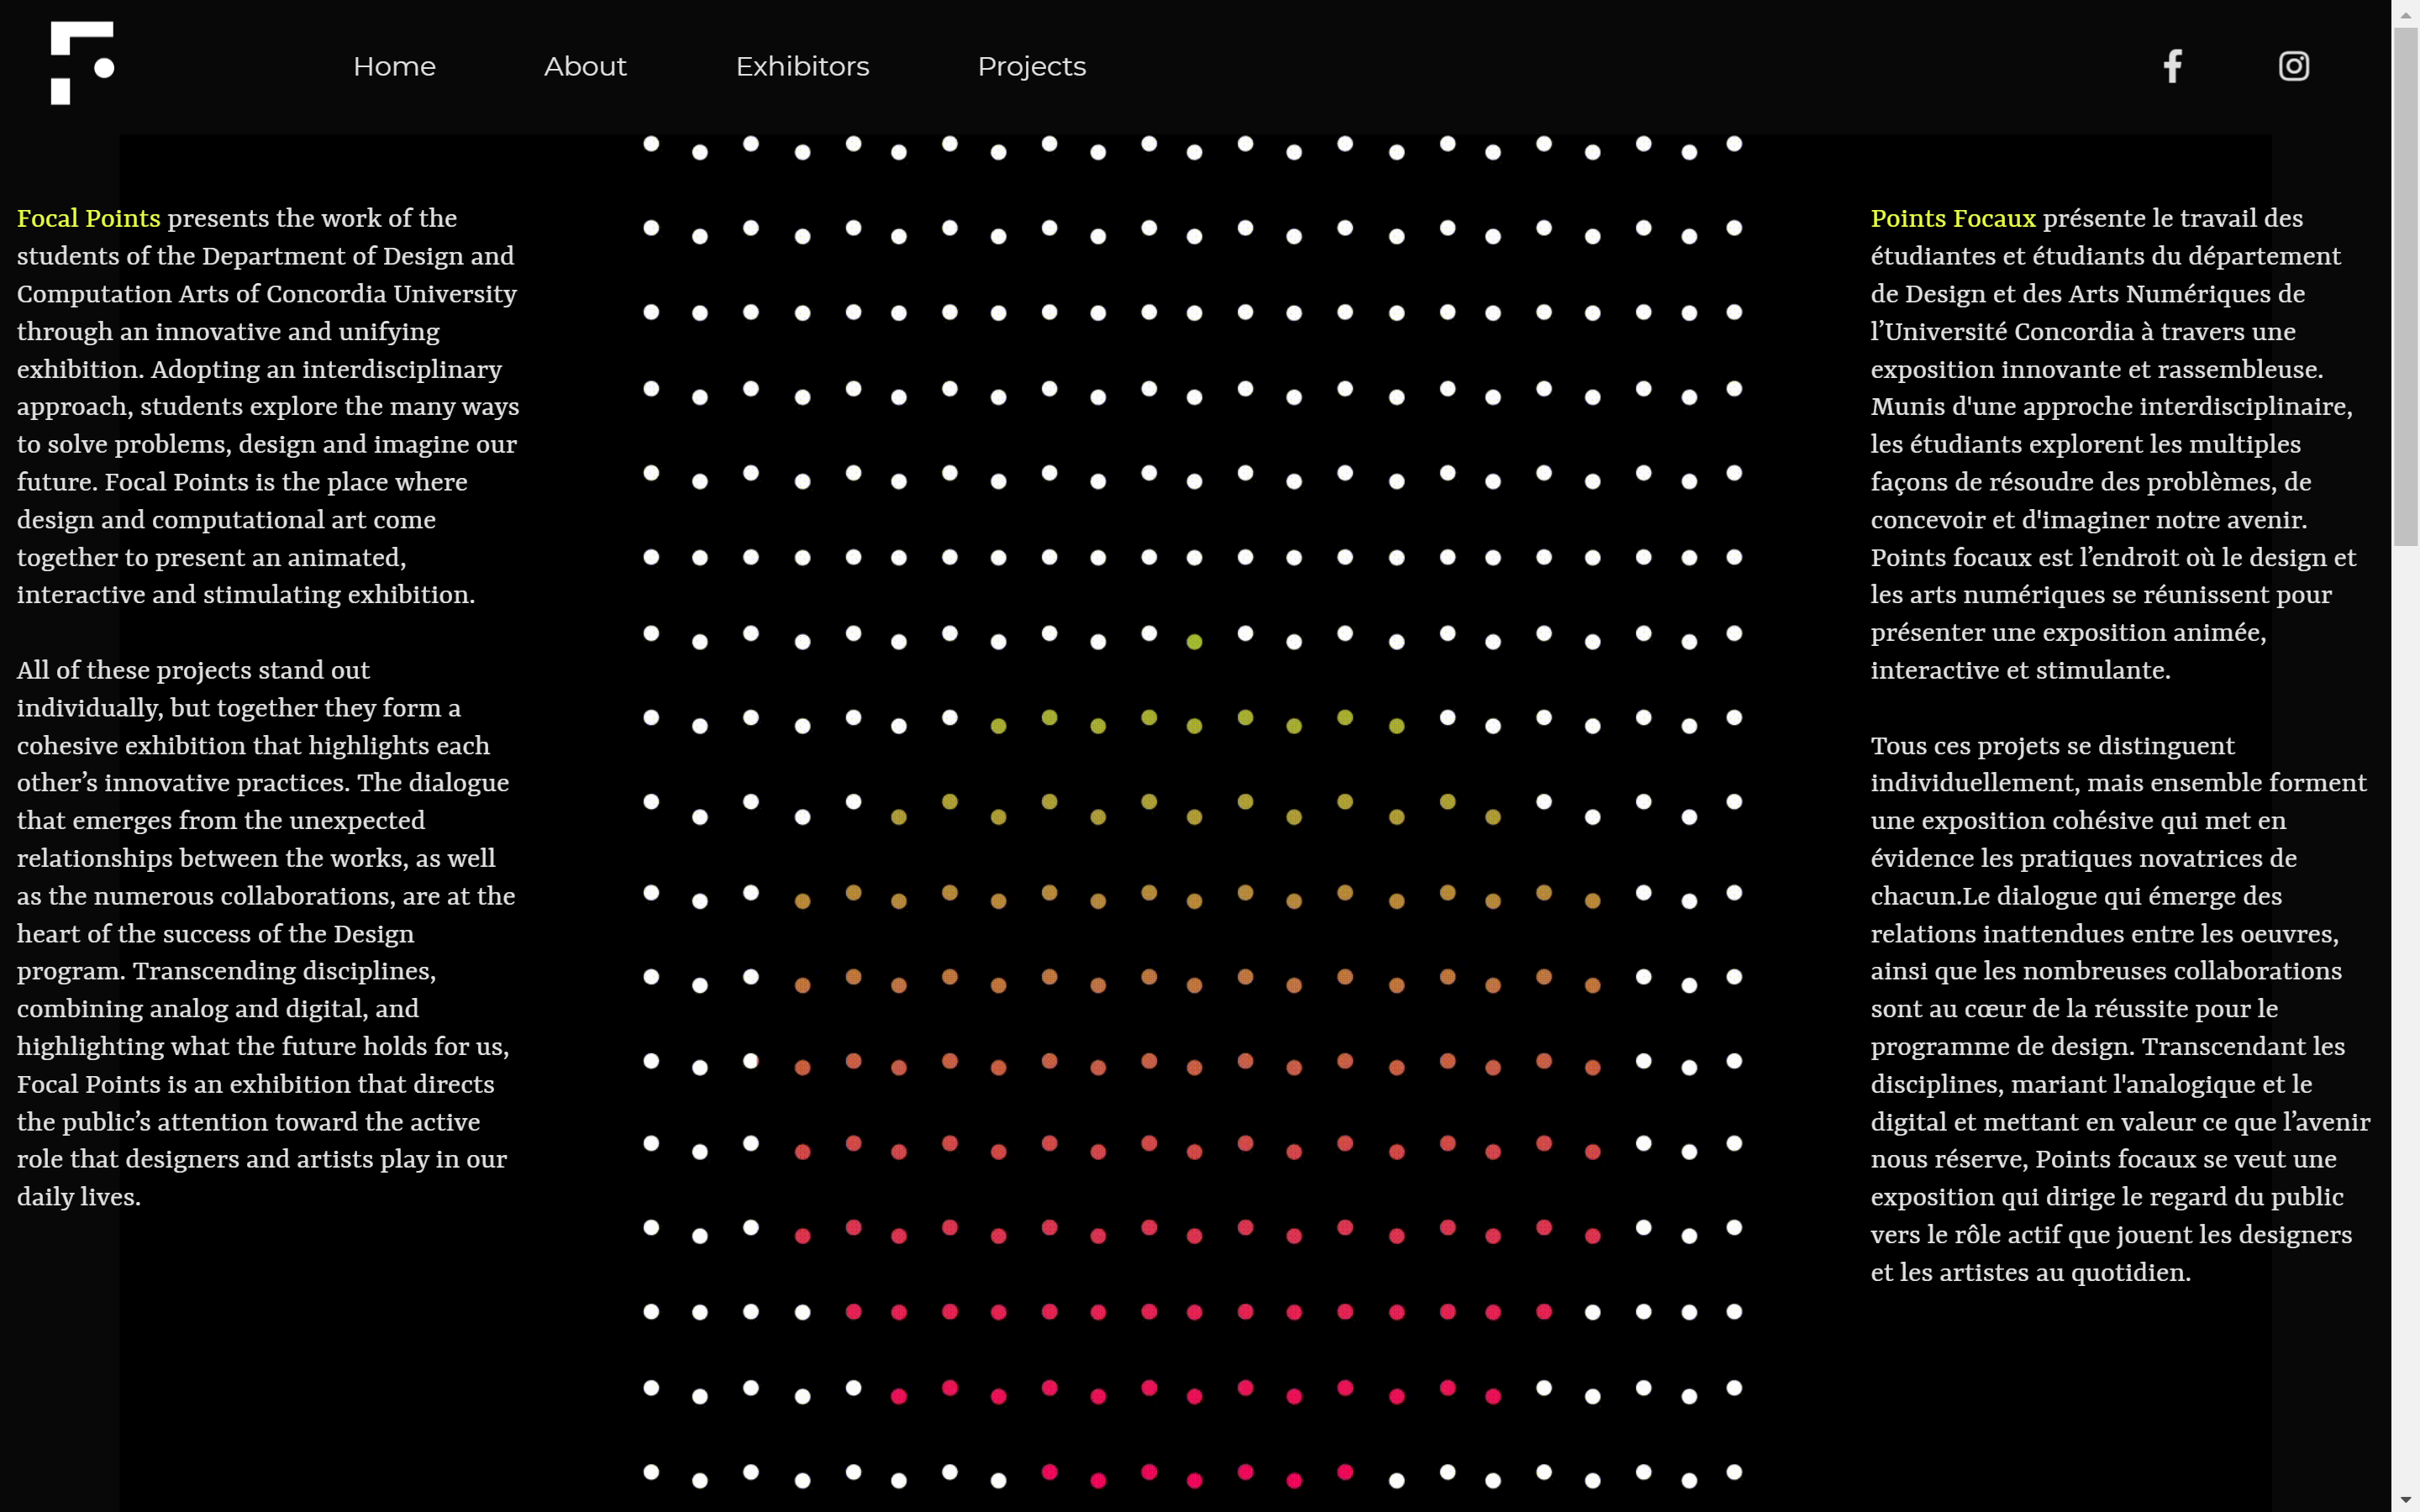 Home
About
Exhibitors
Projects
Focal Points presents the work of the
students of the Department of Design and
Computation Arts of Concordia University
through an innovative and unifying
exhibition. Adopting an interdisciplinary
approach, students explore the many ways
to solve problems, design and imagine our
future. Focal Points is the place where
design and computational art come
together to present an animated,
interactive and stimulating exhibition.
All of these projects stand out
individually, but together they form a
cohesive exhibition that highlights each
other’s innovative practices. The dialogue
that emerges from the unexpected
relationships between the works, as well
as the numerous collaborations, are at the
heart of the success of the Design
program. Transcending disciplines,
combining analog and digital, and
highlighting what the future holds for us,
Focal Points is an exhibition that directs
the public’s attention toward the active
role that designers and artists play in our
daily lives.
Points Focaux présente le travail des
étudiantes et étudiants du département
de Design et des Arts Numériques de
l’Université Concordia à travers une
exposition innovante et rassembleuse.
Munis d'une approche interdisciplinaire,
les étudiants explorent les multiples
façons de résoudre des problèmes, de
concevoir et d'imaginer notre avenir.
Points focaux est l’endroit où le design et
les arts numériques se réunissent pour
présenter une exposition animée,
interactive et stimulante.
Tous ces projets se distinguent
individuellement, mais ensemble forment
une exposition cohésive qui met en
évidence les pratiques novatrices de
chacun.Le dialogue qui émerge des
relations inattendues entre les oeuvres,
ainsi que les nombreuses collaborations
sont au cœur de la réussite pour le
programme de design. Transcendant les
disciplines, mariant l'analogique et le
digital et mettant en valeur ce que l’avenir
nous réserve, Points focaux se veut une
exposition qui dirige le regard du public
vers le rôle actif que jouent les designers
et les artistes au quotidien.